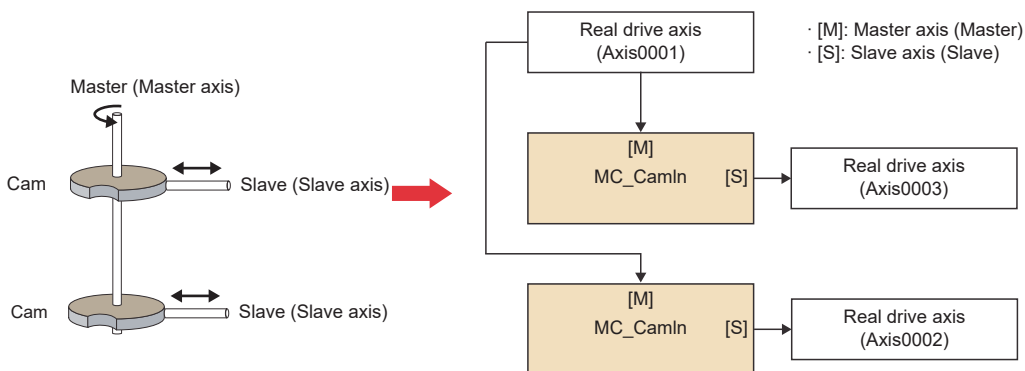 Master (Master axis)
Cam
Slave (Slave axis)
Cam
Slave (Slave axis)
Real drive axis
(Axis0001)
· [M]: Master axis (Master)
· [S]: Slave axis (Slave)
[M]
MC_CamIn
[S]
Real drive axis
(Axis0003)
[M]
MC_CamIn
[S]
Real drive axis
(Axis0002)